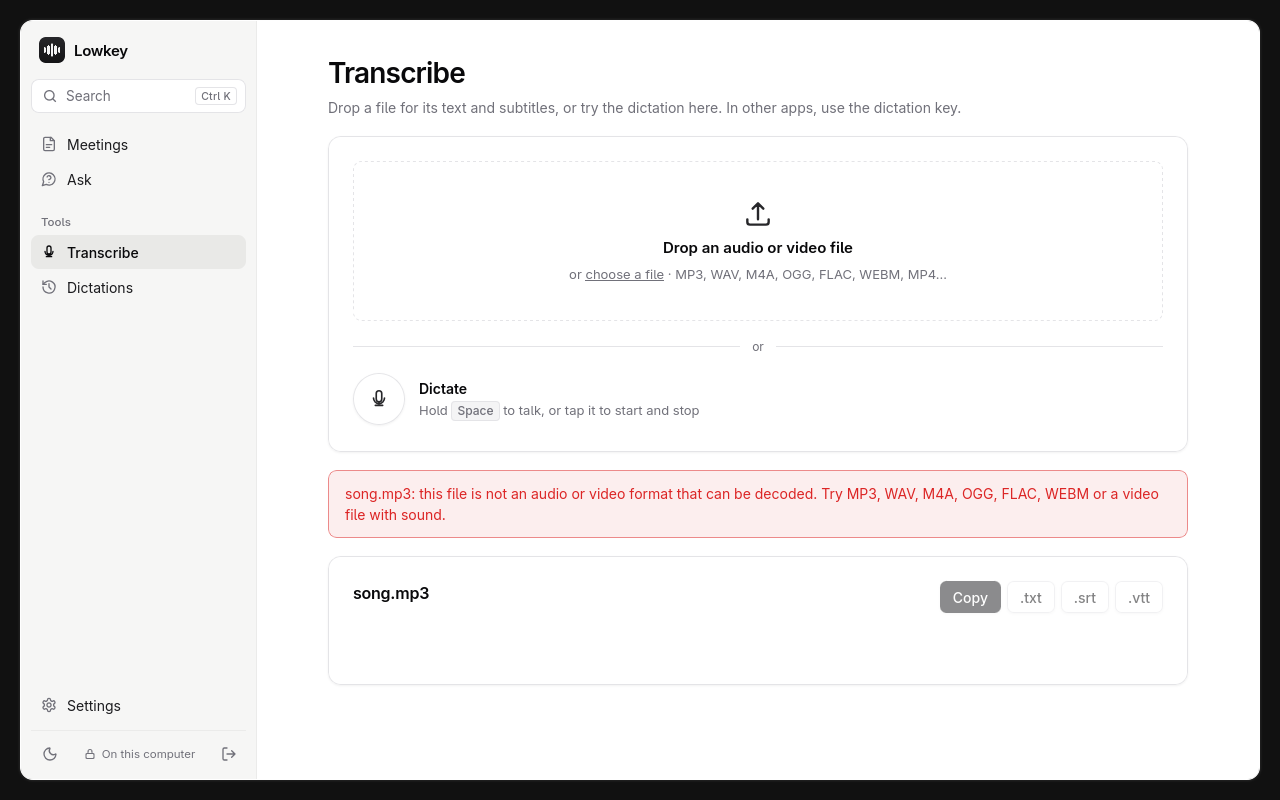 Lowkey
Search
Ctrl K
Meetings
Ask
Tools
Transcribe
Dictations
Settings
On this computer
Transcribe
Drop a file for its text and subtitles, or try the dictation here. In other apps, use the dictation key.
Drop an audio or video file
or choose a file · MP3, WAV, M4A, OGG, FLAC, WEBM, MP4…
or
Dictate
Hold Space to talk, or tap it to start and stop
song.mp3: this file is not an audio or video format that can be decoded. Try MP3, WAV, M4A, OGG, FLAC, WEBM or a video
file with sound.
song.mp3
Copy
.txt
.srt
.vtt